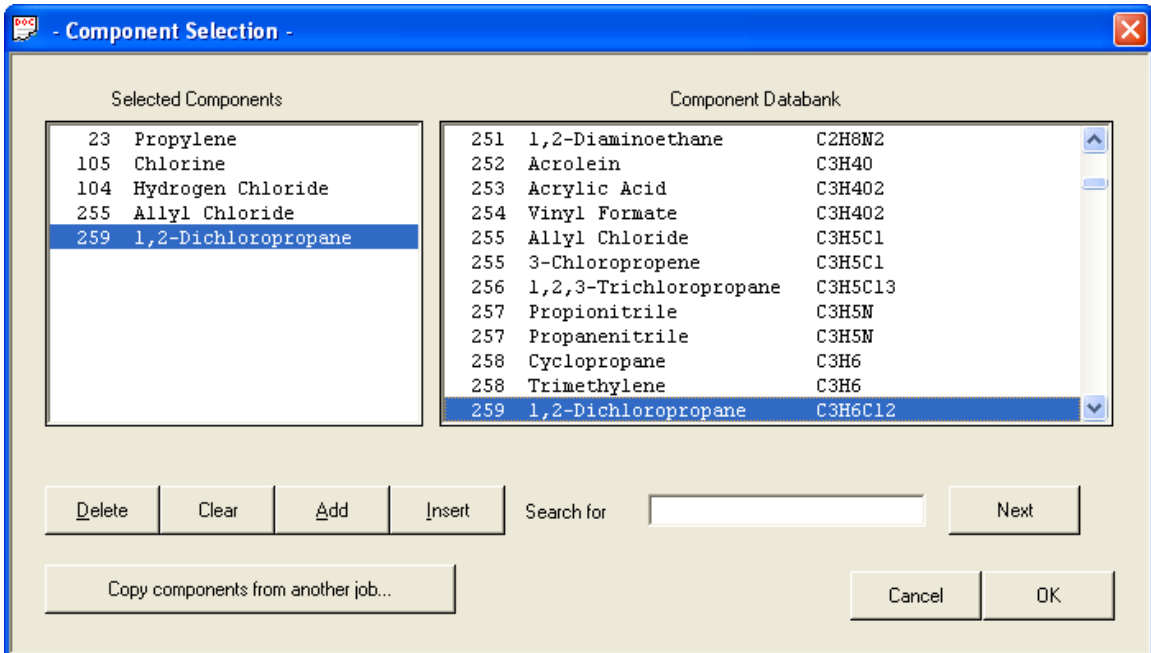 DOC
- Component Selection -
Selected Components
23 Propylene
105 Chlorine
104 Hydrogen Chloride
255 Allyl Chloride
259 1,2-Dichloropropane
Component Databank
251 1,2-Diaminoethane C2H8N2
252 Acrolein C3H4O
253 Acrylic Acid C3H4O2
254 Vinyl Formate C3H4O2
255 Allyl Chloride C3H5Cl
255 3-Chloropropene C3H5Cl
256 1,2,3-Trichloropropane C3H5Cl3
257 Propionitrile C3H5N
257 Propanenitrile C3H5N
258 Cyclopropane C3H6
258 Trimethylene C3H6
259 1,2-Dichloropropane C3H6Cl2
Delete Clear Add Insert Search for Next
Copy components from another job...
Cancel OK